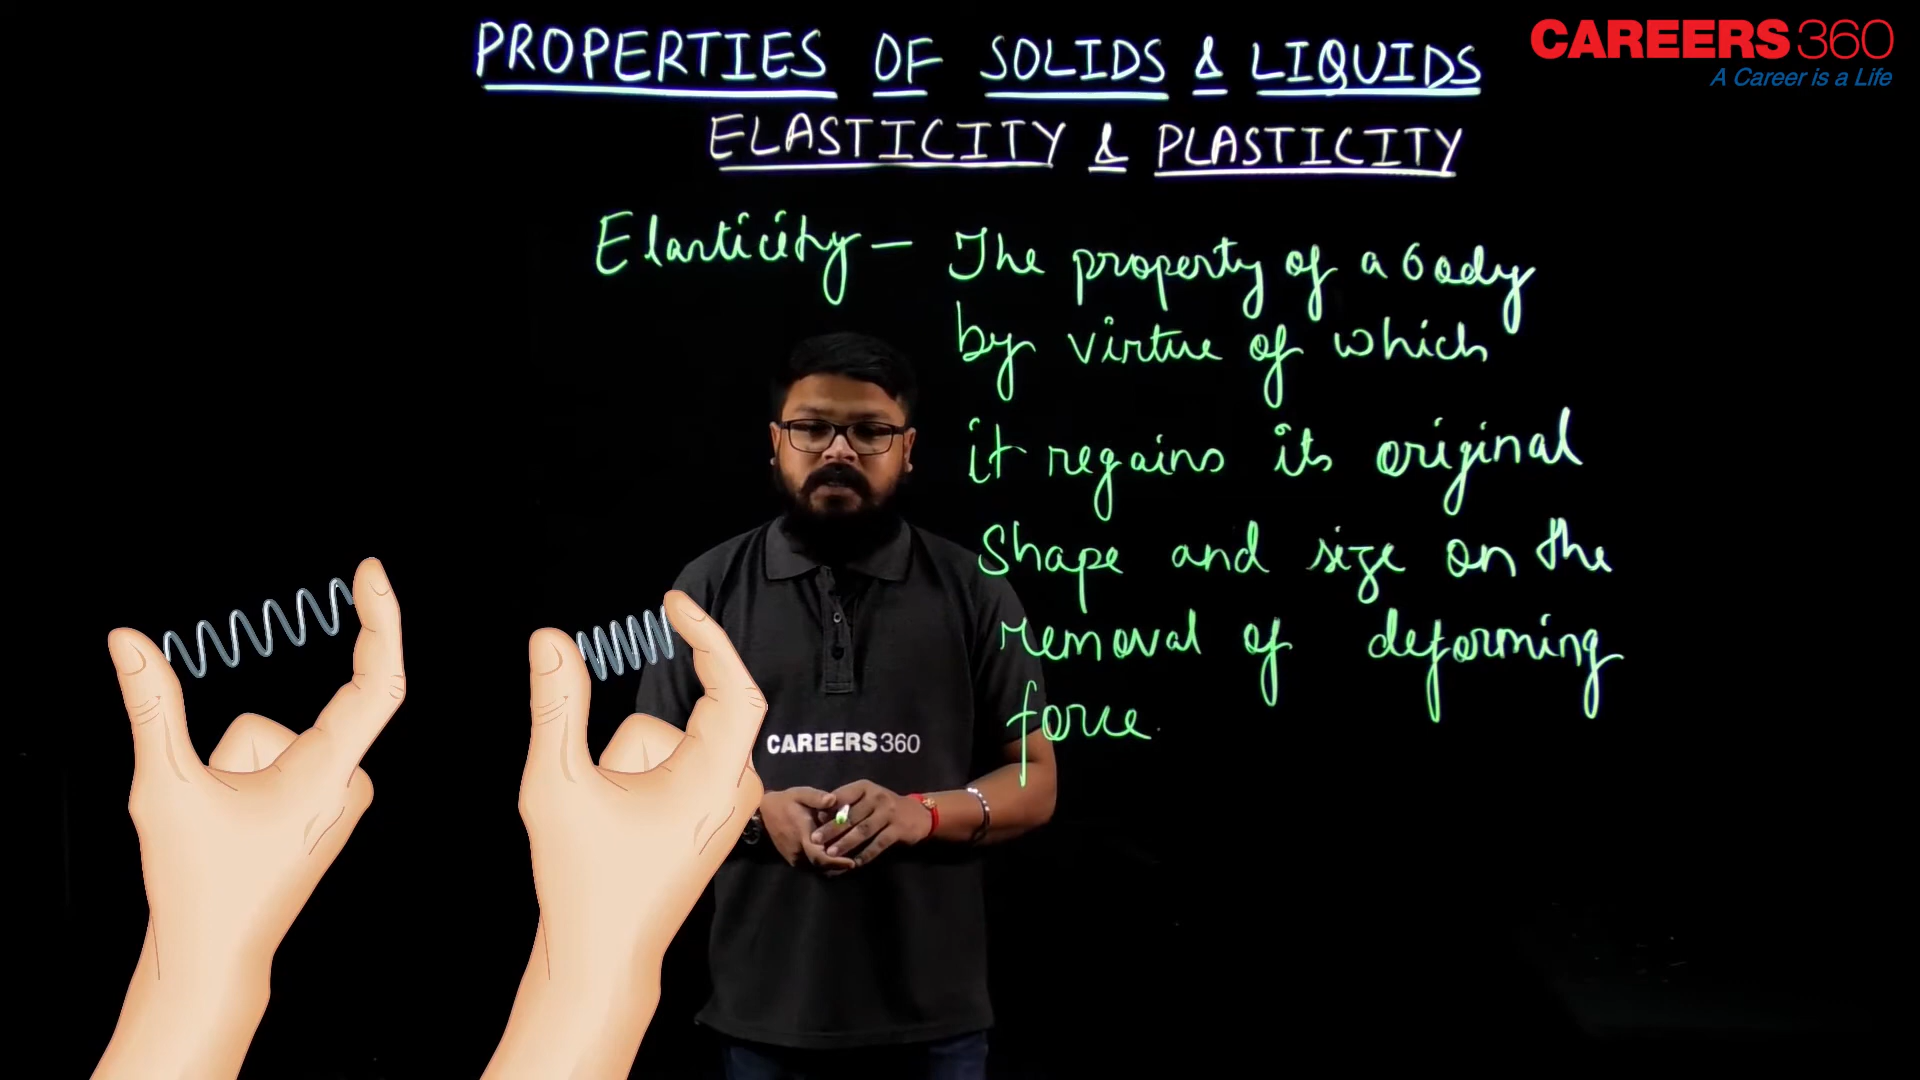 PROPERTIES OF SOLIDS & LIQUIDS
CAREERS360
A Career is a Life
ELASTICITY & PLASTICITY
Elasticity – The property of a body
by virtue of which
it regains its original
Shape and size on the
removal of deforming
force.
CAREERS360